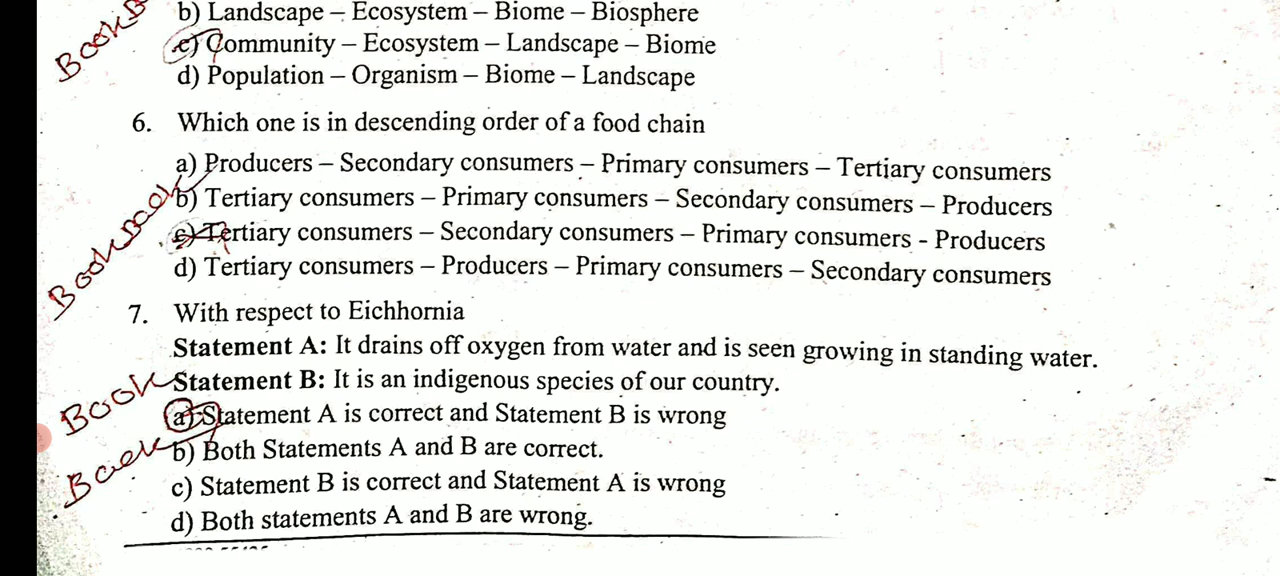 b) Landscape – Ecosystem – Biome – Biosphere
c) Community – Ecosystem – Landscape – Biome
d) Population – Organism – Biome – Landscape
6. Which one is in descending order of a food chain
a) Producers – Secondary consumers – Primary consumers – Tertiary consumers
b) Tertiary consumers – Primary consumers – Secondary consumers – Producers
c) Tertiary consumers – Secondary consumers – Primary consumers - Producers
d) Tertiary consumers – Producers – Primary consumers – Secondary consumers
7. With respect to Eichhornia
Statement A: It drains off oxygen from water and is seen growing in standing water.
Book Statement B: It is an indigenous species of our country.
a) Statement A is correct and Statement B is wrong
b) Both Statements A and B are correct.
c) Statement B is correct and Statement A is wrong
d) Both statements A and B are wrong.